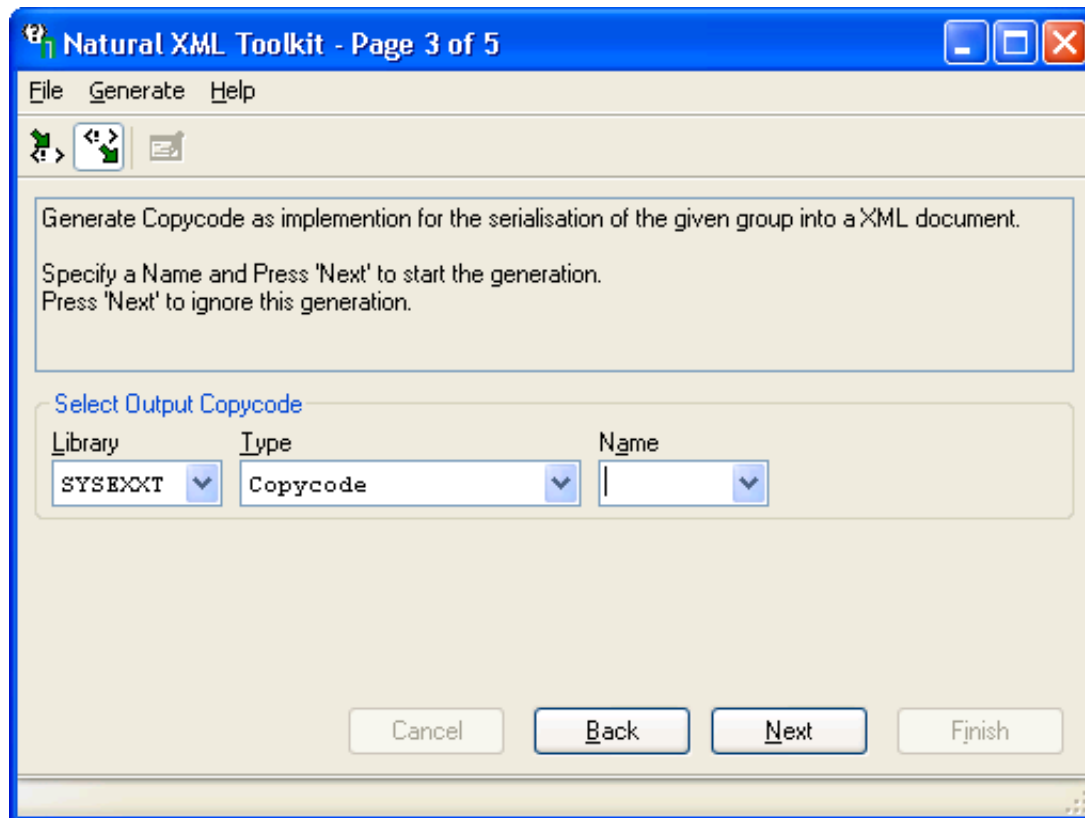 Natural XML Toolkit - Page 3 of 5
File Generate Help
Generate Copycode as implemention for the serialisation of the given group into a XML document.
Specify a Name and Press 'Next' to start the generation.
Press 'Next' to ignore this generation.
Select Output Copycode
Library Type Name
SYSEXXT Copycode
Cancel Back Next Finish